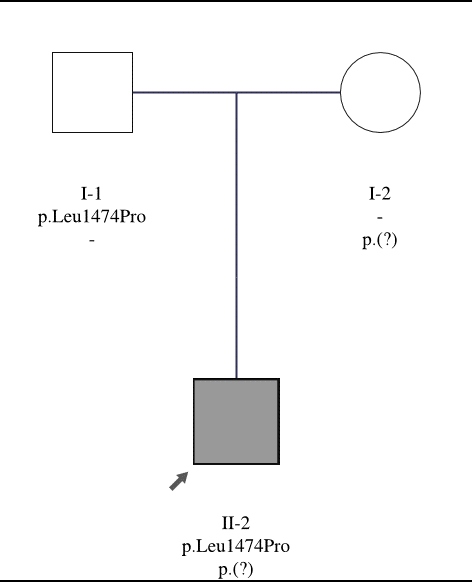 I-1
p.Leu1474Pro
-
I-2
-
p.(?)
II-2
p.Leu1474Pro
p.(?)